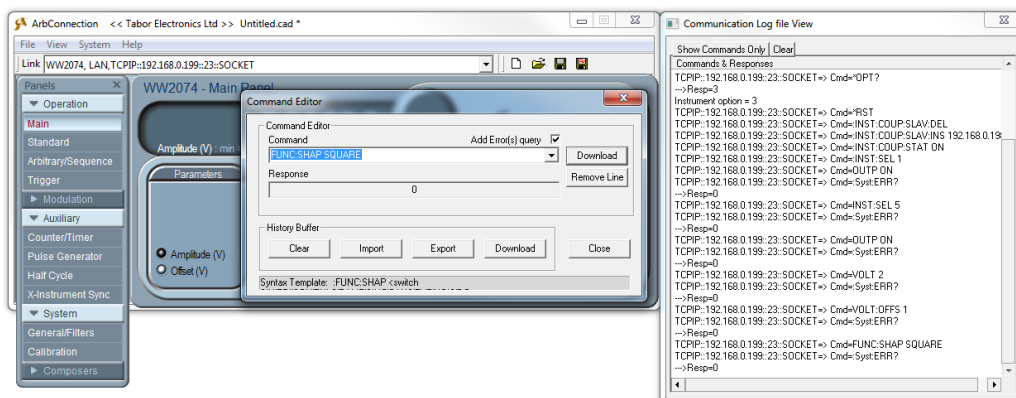 ArbConnection << Tabor Electronics Ltd >> Untitled.cad *
File View System Help
Link WW2074, LAN,TCPIP::192.168.0.199::23::SOCKET
Panels
Operation
Main
Standard
Arbitrary/Sequence
Trigger
Modulation
Auxiliary
Counter/Timer
Pulse Generator
Half Cycle
X-Instrument Sync
System
General/Filters
Calibration
Composers
WW2074 - Main Panel
Amplitude (V) : min =
Parameters
Amplitude (V)
Offset (V)
Command Editor
Command Editor
Command Add Error(s) query
FUNC:SHAP SQUARE Download
Response Remove Line
0
History Buffer
Clear Import Export Download Close
Syntax Template: :FUNC:SHAP <switch
Communication Log file View
Show Commands Only Clear
Commands & Responses
TCPIP::192.168.0.199::23::SOCKET=> Cmd=*OPT?
--->Resp=3
Instrument option = 3
TCPIP::192.168.0.199::23::SOCKET=> Cmd=*RST
TCPIP::192.168.0.199::23::SOCKET=> Cmd=:INST:COUP:SLAV:DEL
TCPIP::192.168.0.199::23::SOCKET=> Cmd=:INST:COUP:SLAV:INS 192.168.0.19
TCPIP::192.168.0.199::23::SOCKET=> Cmd=:INST:COUP:STAT ON
TCPIP::192.168.0.199::23::SOCKET=> Cmd=:INST:SEL 1
TCPIP::192.168.0.199::23::SOCKET=> Cmd=OUTP ON
TCPIP::192.168.0.199::23::SOCKET=> Cmd=:Syst:ERR?
--->Resp=0
TCPIP::192.168.0.199::23::SOCKET=> Cmd=INST:SEL 5
TCPIP::192.168.0.199::23::SOCKET=> Cmd=:Syst:ERR?
--->Resp=0
TCPIP::192.168.0.199::23::SOCKET=> Cmd=OUTP ON
TCPIP::192.168.0.199::23::SOCKET=> Cmd=:Syst:ERR?
--->Resp=0
TCPIP::192.168.0.199::23::SOCKET=> Cmd=VOLT 2
TCPIP::192.168.0.199::23::SOCKET=> Cmd=:Syst:ERR?
--->Resp=0
TCPIP::192.168.0.199::23::SOCKET=> Cmd=VOLT:OFFS 1
TCPIP::192.168.0.199::23::SOCKET=> Cmd=:Syst:ERR?
--->Resp=0
TCPIP::192.168.0.199::23::SOCKET=> Cmd=FUNC:SHAP SQUARE
TCPIP::192.168.0.199::23::SOCKET=> Cmd=:Syst:ERR?
--->Resp=0